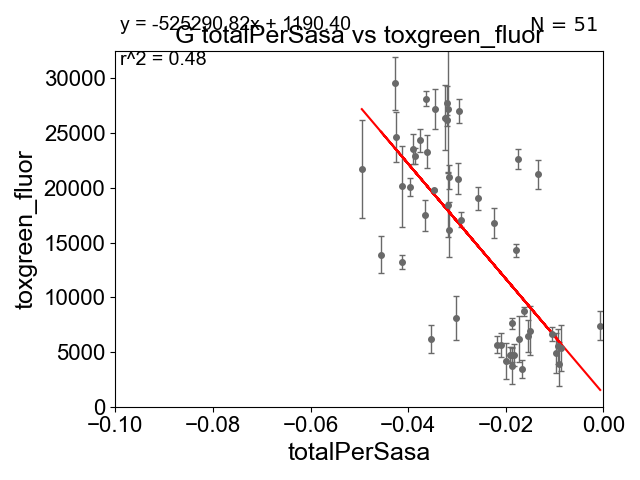 y = -525290.82x + 1190.40
N = 51
G totalPerSasa vs toxgreen_fluor
r^2 = 0.48
30000
25000
20000
15000
10000
5000
0
toxgreen_fluor
−0.10 −0.08 −0.06 −0.04 −0.02 0.00
totalPerSasa